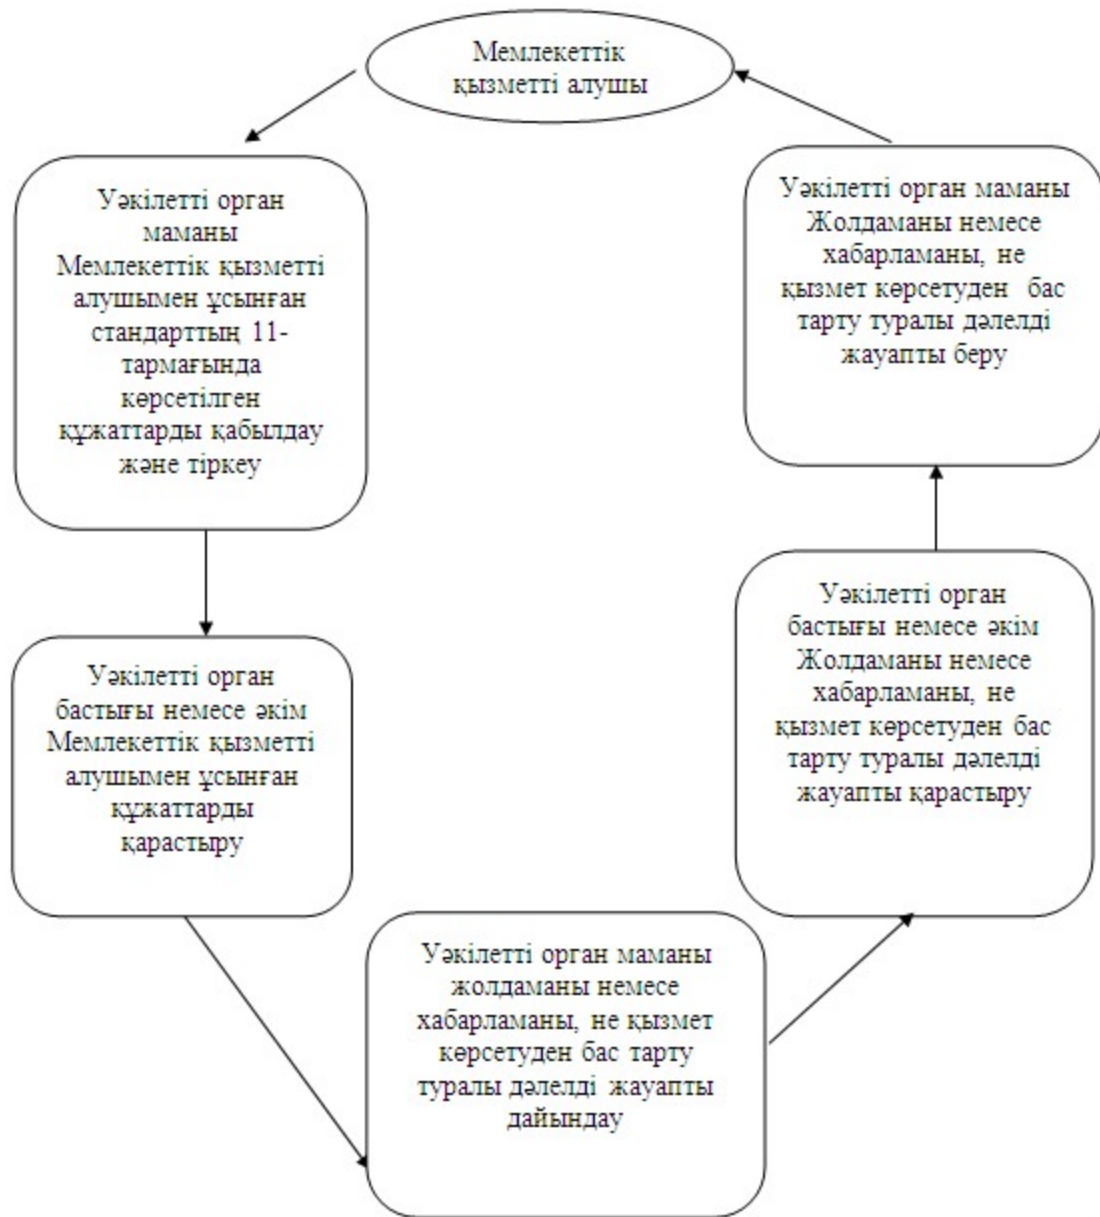 Мемлекеттік
қызметті алушы
Уәкілетті орган
маманы
Мемлекеттік қызметті
алушымен ұсынған
стандарттың 11-
тармағында
көрсетілген
құжаттарды қабылдау
және тіркеу
Уәкілетті орган
бастығы немесе әкім
Мемлекеттік қызметті
алушымен ұсынған
құжаттарды
қарастыру
Уәкілетті орган маманы
жолдаманы немесе
хабарламаны, не қызмет
көрсетуден бас тарту
туралы дәлелді жауапты
дайындау
Уәкілетті орган
бастығы немесе әкім
Жолдаманы немесе
хабарламаны, не
қызмет көрсетуден бас
тарту туралы дәлелді
жауапты қарастыру
Уәкілетті орган маманы
Жолдаманы немесе
хабарламаны, не
қызмет көрсетуден бас
тарту туралы дәлелді
жауапты беру